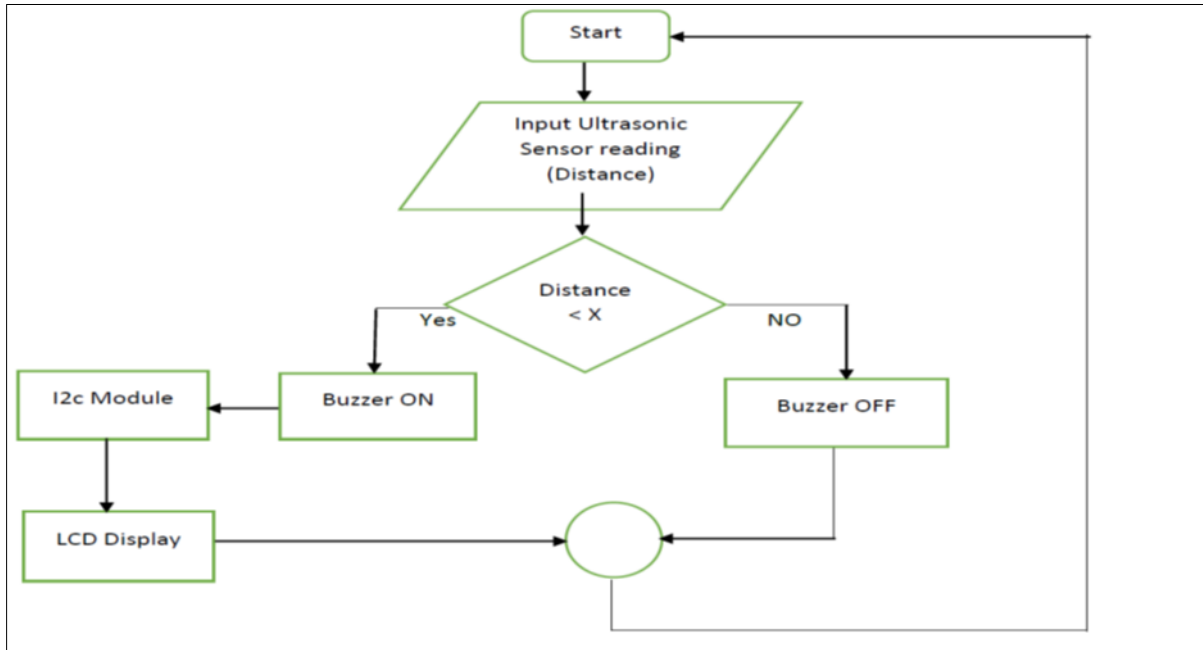 Start
Input Ultrasonic
Sensor reading
(Distance)
Distance
< X
Yes
NO
I2c Module
Buzzer ON
Buzzer OFF
LCD Display